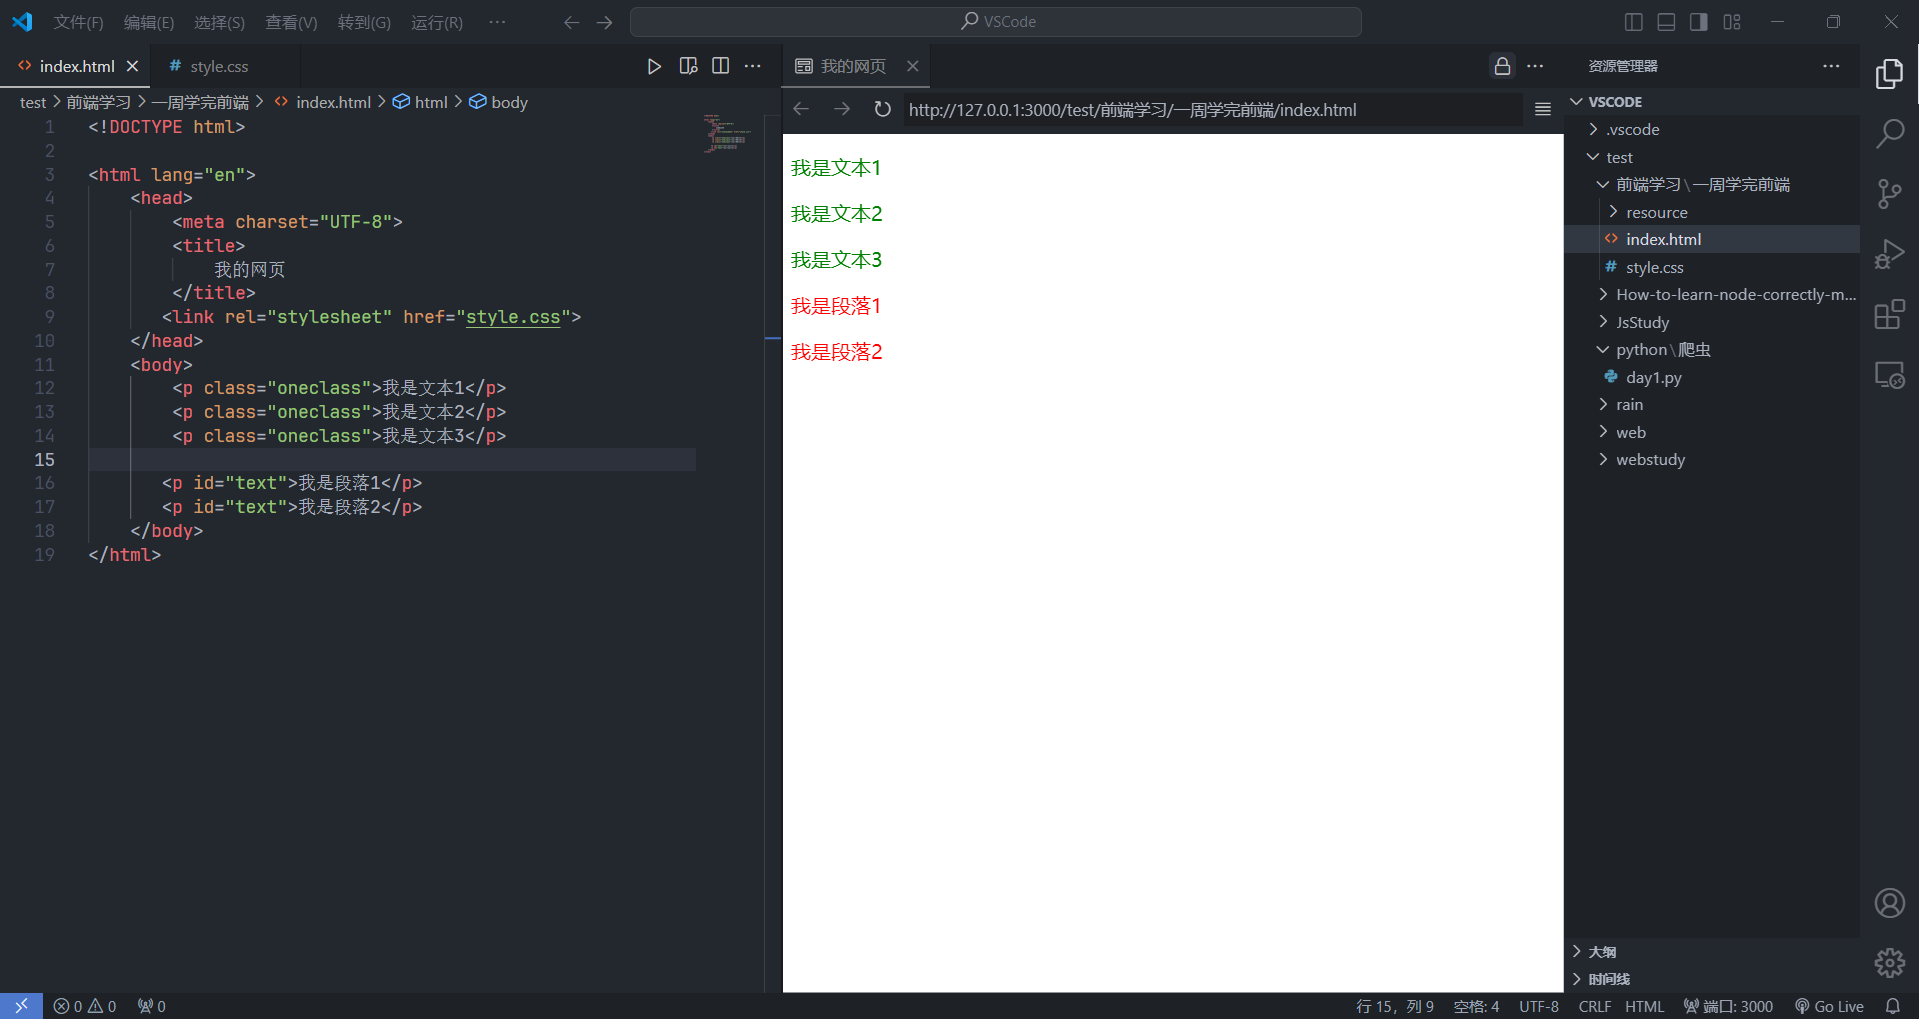 文件(F) 编辑(E) 选择(S) 查看(V) 转到(G) 运行(R) ··· VSCode
index.html style.css
test > 前端学习 > 一周学完前端 > index.html > html > body
1 <!DOCTYPE html>
2
3 <html lang="en">
4 <head>
5 <meta charset="UTF-8">
6 <title>
7 我的网页
8 </title>
9 <link rel="stylesheet" href="style.css">
10 </head>
11 <body>
12 <p class="oneclass">我是文本1</p>
13 <p class="oneclass">我是文本2</p>
14 <p class="oneclass">我是文本3</p>
15
16 <p id="text">我是段落1</p>
17 <p id="text">我是段落2</p>
18 </body>
19 </html>
我的网页
http://127.0.0.1:3000/test/前端学习/一周学完前端/index.html
我是文本1
我是文本2
我是文本3
我是段落1
我是段落2
资源管理器
VSCODE
.vscode
test
前端学习\一周学完前端
resource
index.html
style.css
How-to-learn-node-correctly-m...
JsStudy
python\爬虫
day1.py
rain
web
webstudy
大纲
时间线
0 0 0 行 15，列 9 空格: 4 UTF-8 CRLF HTML 端口: 3000 Go Live